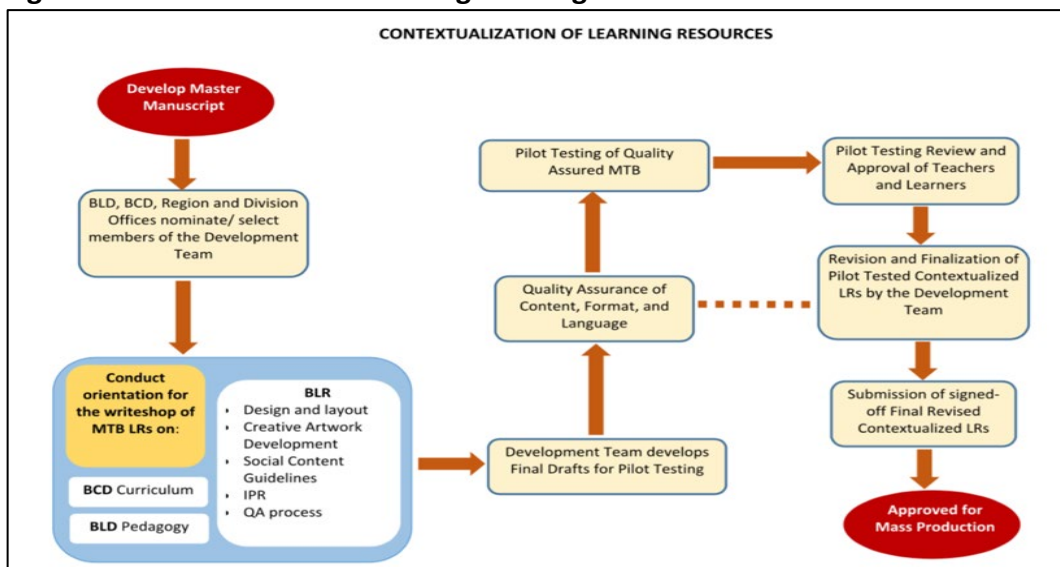 CONTEXTUALIZATION OF LEARNING RESOURCES
Develop Master
Manuscript
BLD, BCD, Region and Division
Offices nominate/ select
members of the Development
Team
Conduct
orientation for
the writeshop of
MTB LRs on:
BCD Curriculum
BLD Pedagogy
BLR
Design and layout
Creative Artwork
Development
Social Content
Guidelines
IPR
QA process
Development Team develops
Final Drafts for Pilot Testing
Quality Assurance of
Content, Format, and
Language
Pilot Testing of Quality
Assured MTB
Pilot Testing Review and
Approval of Teachers
and Learners
Revision and Finalization of
Pilot Tested Contextualized
LRs by the Development
Team
Submission of signed-
off Final Revised
Contextualized LRs
Approved for
Mass Production